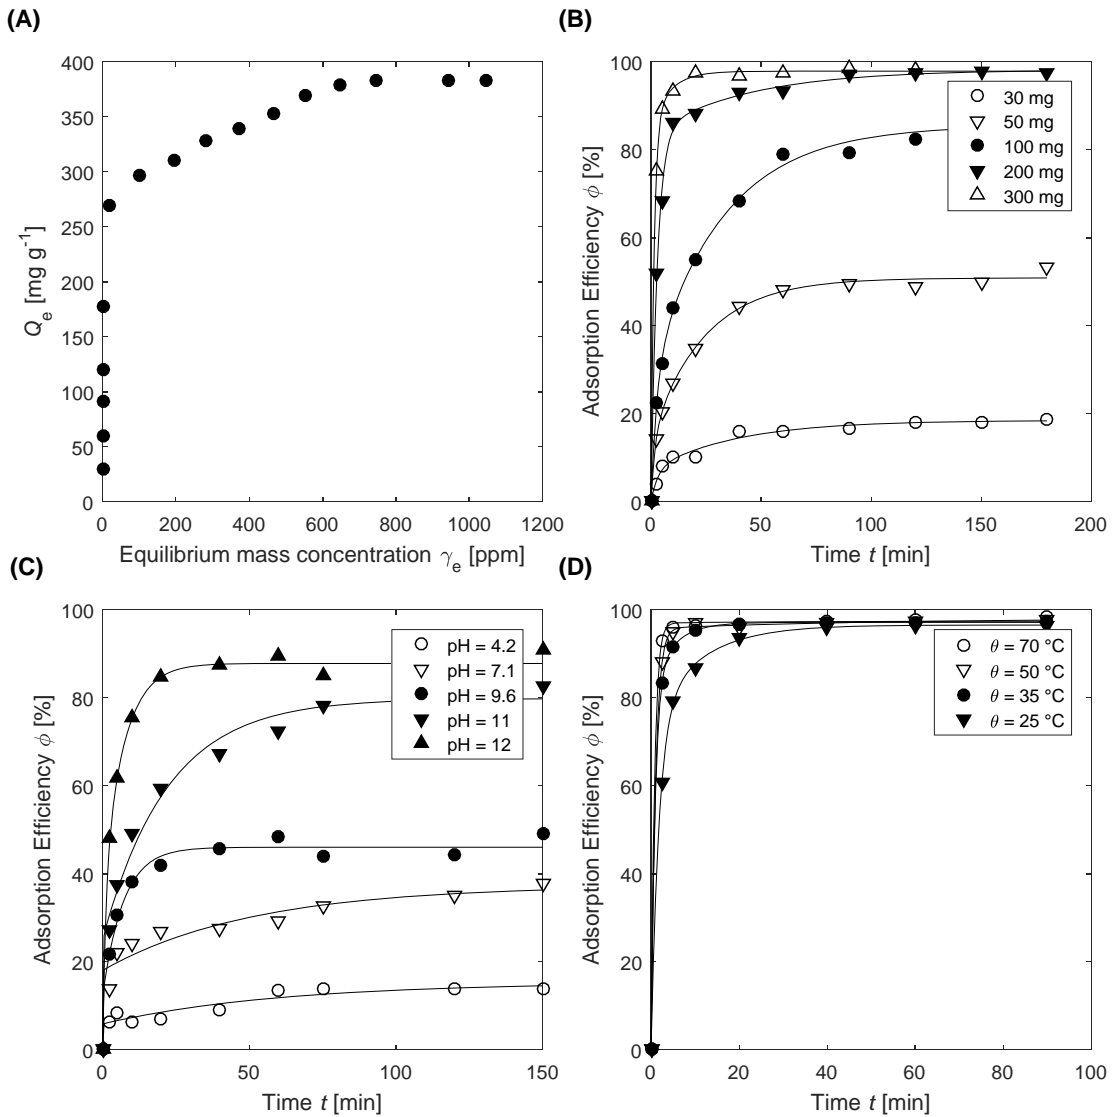 (A)
400
350
300
250
200
150
100
50
0
0 200 400 600 800 1000 1200
Qe [mg g-1]
Equilibrium mass concentration γe [ppm]
(B)
100
80
60
40
20
0
0 50 100 150 200
Adsorption Efficiency ϕ [%]
Time t [min]
30 mg
50 mg
100 mg
200 mg
300 mg
(C)
100
80
60
40
20
0
0 50 100 150
Adsorption Efficiency ϕ [%]
Time t [min]
pH = 4.2
pH = 7.1
pH = 9.6
pH = 11
pH = 12
(D)
100
80
60
40
20
0
0 20 40 60 80 100
Adsorption Efficiency ϕ [%]
Time t [min]
θ = 70 °C
θ = 50 °C
θ = 35 °C
θ = 25 °C